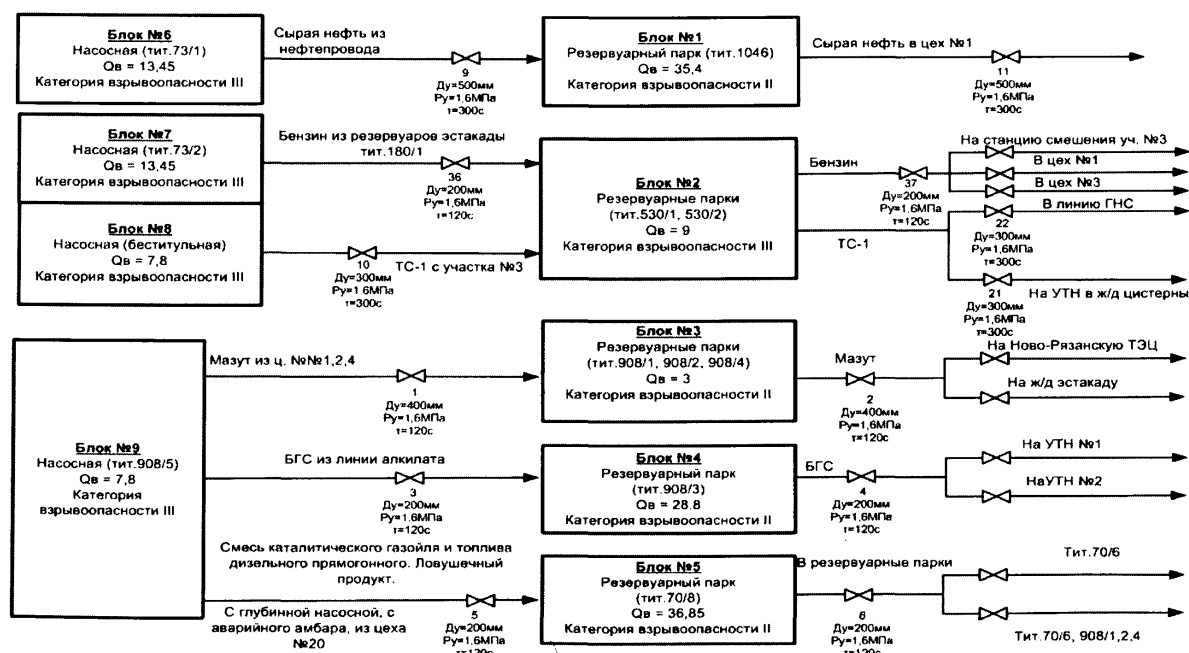 Блок №6
Насосная (тит.73/1)
Qв = 13,45
Категория взрывоопасности III
Сырая нефть из
нефтепровода
9
Ду=500мм
Ру=1,6МПа
τ=300с
Блок №1
Резервуарный парк (тит.1046)
Qв = 35,4
Категория взрывоопасности II
Сырая нефть в цех №1
11
Ду=500мм
Ру=1,6МПа
τ=300с
Блок №7
Насосная (тит.73/2)
Qв = 13,45
Категория взрывоопасности III
Бензин из резервуаров эстакады
тит.180/1
36
Ду=200мм
Ру=1,6МПа
τ=120с
Блок №8
Насосная (беститульная)
Qв = 7,8
Категория взрывоопасности III
10
Ду=300мм
Ру=1.6МПа
τ=300с
ТС-1 с участка №3
Блок №2
Резервуарные парки
(тит.530/1, 530/2)
Qв = 9
Категория взрывоопасности III
Бензин
37
Ду=200мм
Ру=1,6МПа
τ=120с
На станцию смешения уч. №3
В цех №1
В цех №3
ТС-1
В линию ГНС
22
Ду=300мм
Ру=1,6МПа
τ=300с
21
Ду=300мм
Ру=1,6МПа
τ=300с
На УТН в ж/д цистерны
Блок №9
Насосная (тит.908/5)
Qв = 7,8
Категория
взрывоопасности III
Мазут из ц. №№1,2,4
1
Ду=400мм
Ру=1,6МПа
τ=120с
Блок №3
Резервуарные парки
(тит.908/1, 908/2, 908/4)
Qв = 3
Категория взрывоопасности II
Мазут
2
Ду=400мм
Ру=1,6МПа
τ=120с
На Ново-Рязанскую ТЭЦ
На ж/д эстакаду
БГС из линии алкилата
3
Ду=200мм
Ру=1,6МПа
τ=120с
Блок №4
Резервуарный парк
(тит.908/3)
Qв = 28.8
Категория взрывоопасности II
БГС
4
Ду=200мм
Ру=1,6МПа
τ=120с
На УТН №1
НаУТН №2
Смесь каталитического газойля и топлива
дизельного прямогонного. Ловушечный
продукт.
С глубинной насосной, с
аварийного амбара, из цеха
№20
5
Ду=200мм
Ру=1,6МПа
τ=120с
Блок №5
Резервуарный парк
(тит.70/8)
Qв = 36,85
Категория взрывоопасности II
В резервуарные парки
6
Ду=200мм
Ру=1,6МПа
τ=120с
Тит.70/6
Тит.70/6, 908/1,2,4